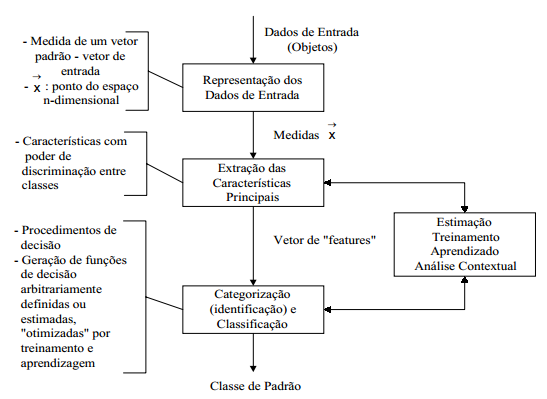 Dados de Entrada
(Objetos)
- Medida de um vetor
padrão - vetor de
entrada
- x⃗ : ponto do espaço
n-dimensional
Representação dos
Dados de Entrada
Medidas x⃗
- Características com
poder de
discriminação entre
classes
Extração das
Características
Principais
Estimação
Treinamento
Aprendizado
Análise Contextual
Vetor de "features"
- Procedimentos de
decisão
- Geração de funções
de decisão
arbitrariamente
definidas ou
estimadas,
"otimizadas" por
treinamento e
aprendizagem
Categorização
(identificação) e
Classificação
Classe de Padrão